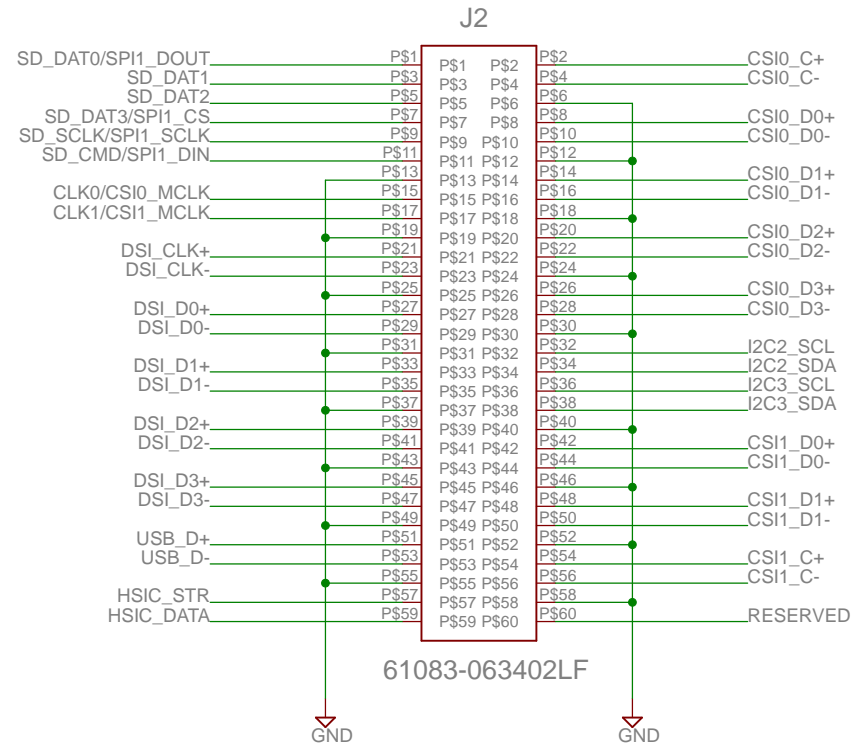 J2
SD_DAT0/SPI1_DOUT P$1 P$1 P$2 P$2 CSI0_C+
SD_DAT1 P$3 P$3 P$4 P$4 CSI0_C-
SD_DAT2 P$5 P$5 P$6 P$6
SD_DAT3/SPI1_CS P$7 P$7 P$8 P$8 CSI0_D0+
SD_SCLK/SPI1_SCLK P$9 P$9 P$10 P$10 CSI0_D0-
SD_CMD/SPI1_DIN P$11 P$11 P$12 P$12
P$13 P$13 P$14 P$14 CSI0_D1+
CLK0/CSI0_MCLK P$15 P$15 P$16 P$16 CSI0_D1-
CLK1/CSI1_MCLK P$17 P$17 P$18 P$18
P$19 P$19 P$20 P$20 CSI0_D2+
DSI_CLK+ P$21 P$21 P$22 P$22 CSI0_D2-
DSI_CLK- P$23 P$23 P$24 P$24
P$25 P$25 P$26 P$26 CSI0_D3+
DSI_D0+ P$27 P$27 P$28 P$28 CSI0_D3-
DSI_D0- P$29 P$29 P$30 P$30
P$31 P$31 P$32 P$32 I2C2_SCL
DSI_D1+ P$33 P$33 P$34 P$34 I2C2_SDA
DSI_D1- P$35 P$35 P$36 P$36 I2C3_SCL
P$37 P$37 P$38 P$38 I2C3_SDA
DSI_D2+ P$39 P$39 P$40 P$40
DSI_D2- P$41 P$41 P$42 P$42 CSI1_D0+
P$43 P$43 P$44 P$44 CSI1_D0-
DSI_D3+ P$45 P$45 P$46 P$46
DSI_D3- P$47 P$47 P$48 P$48 CSI1_D1+
P$49 P$49 P$50 P$50 CSI1_D1-
USB_D+ P$51 P$51 P$52 P$52
USB_D- P$53 P$53 P$54 P$54 CSI1_C+
P$55 P$55 P$56 P$56 CSI1_C-
HSIC_STR P$57 P$57 P$58 P$58
HSIC_DATA P$59 P$59 P$60 P$60 RESERVED
61083-063402LF
GND GND